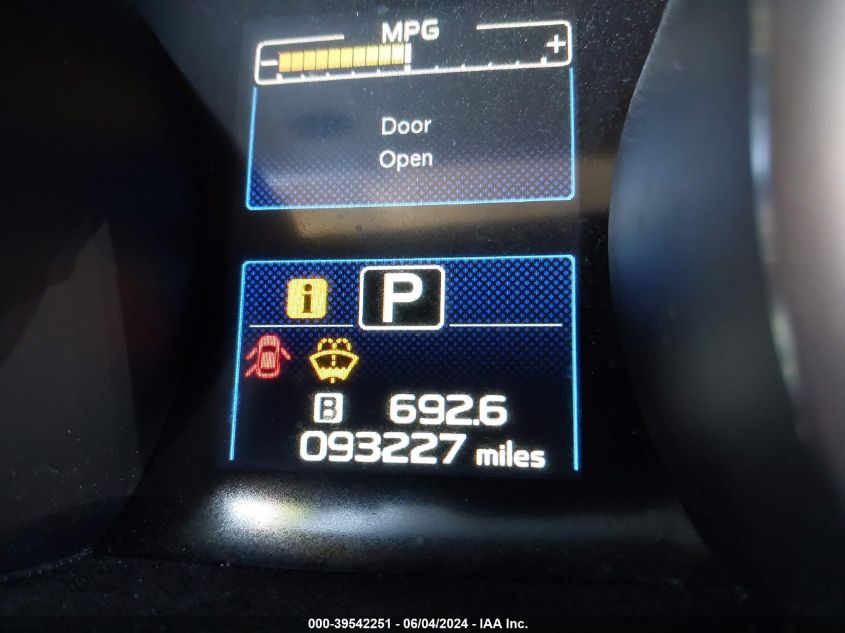 MPG
- +
Door
Open
i P
B 692.6
093227 miles
000-39542251 - 06/04/2024 - IAA Inc.